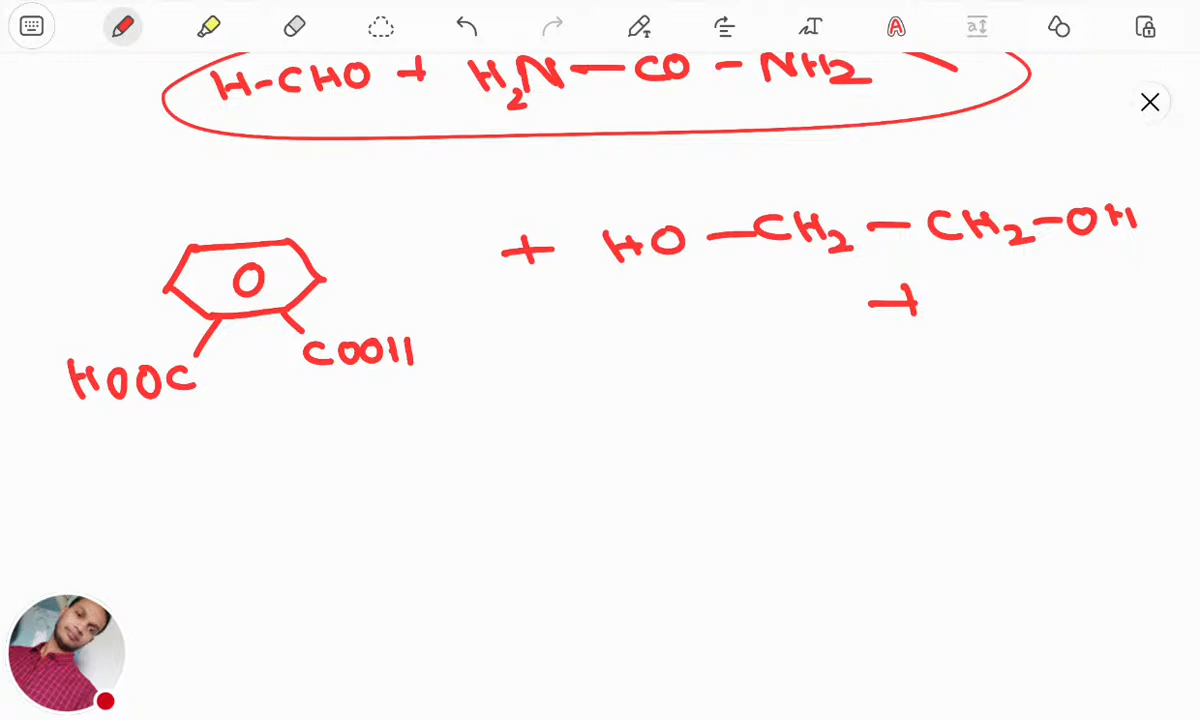 H-CHO + H2N-CO-NH2
+ HO-CH2-CH2-OH
+
COOH
HOOC